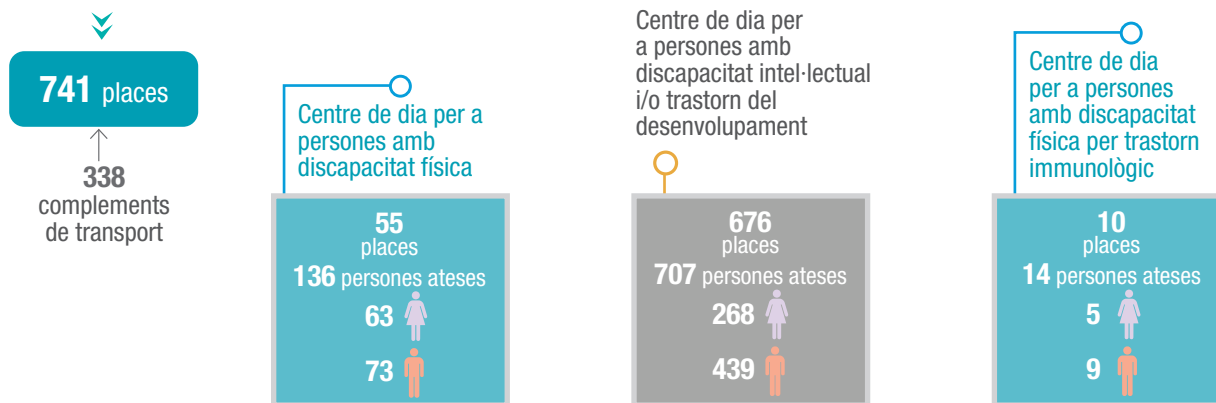 741 places
338
complements
de transport
Centre de dia per a
persones amb
discapacitat física
55
places
136 persones ateses
63
73
Centre de dia per
a persones amb
discapacitat intel·lectual
i/o trastorn del
desenvolupament
676
places
707 persones ateses
268
439
Centre de dia
per a persones
amb discapacitat
física per trastorn
immunològic
10
places
14 persones ateses
5
9